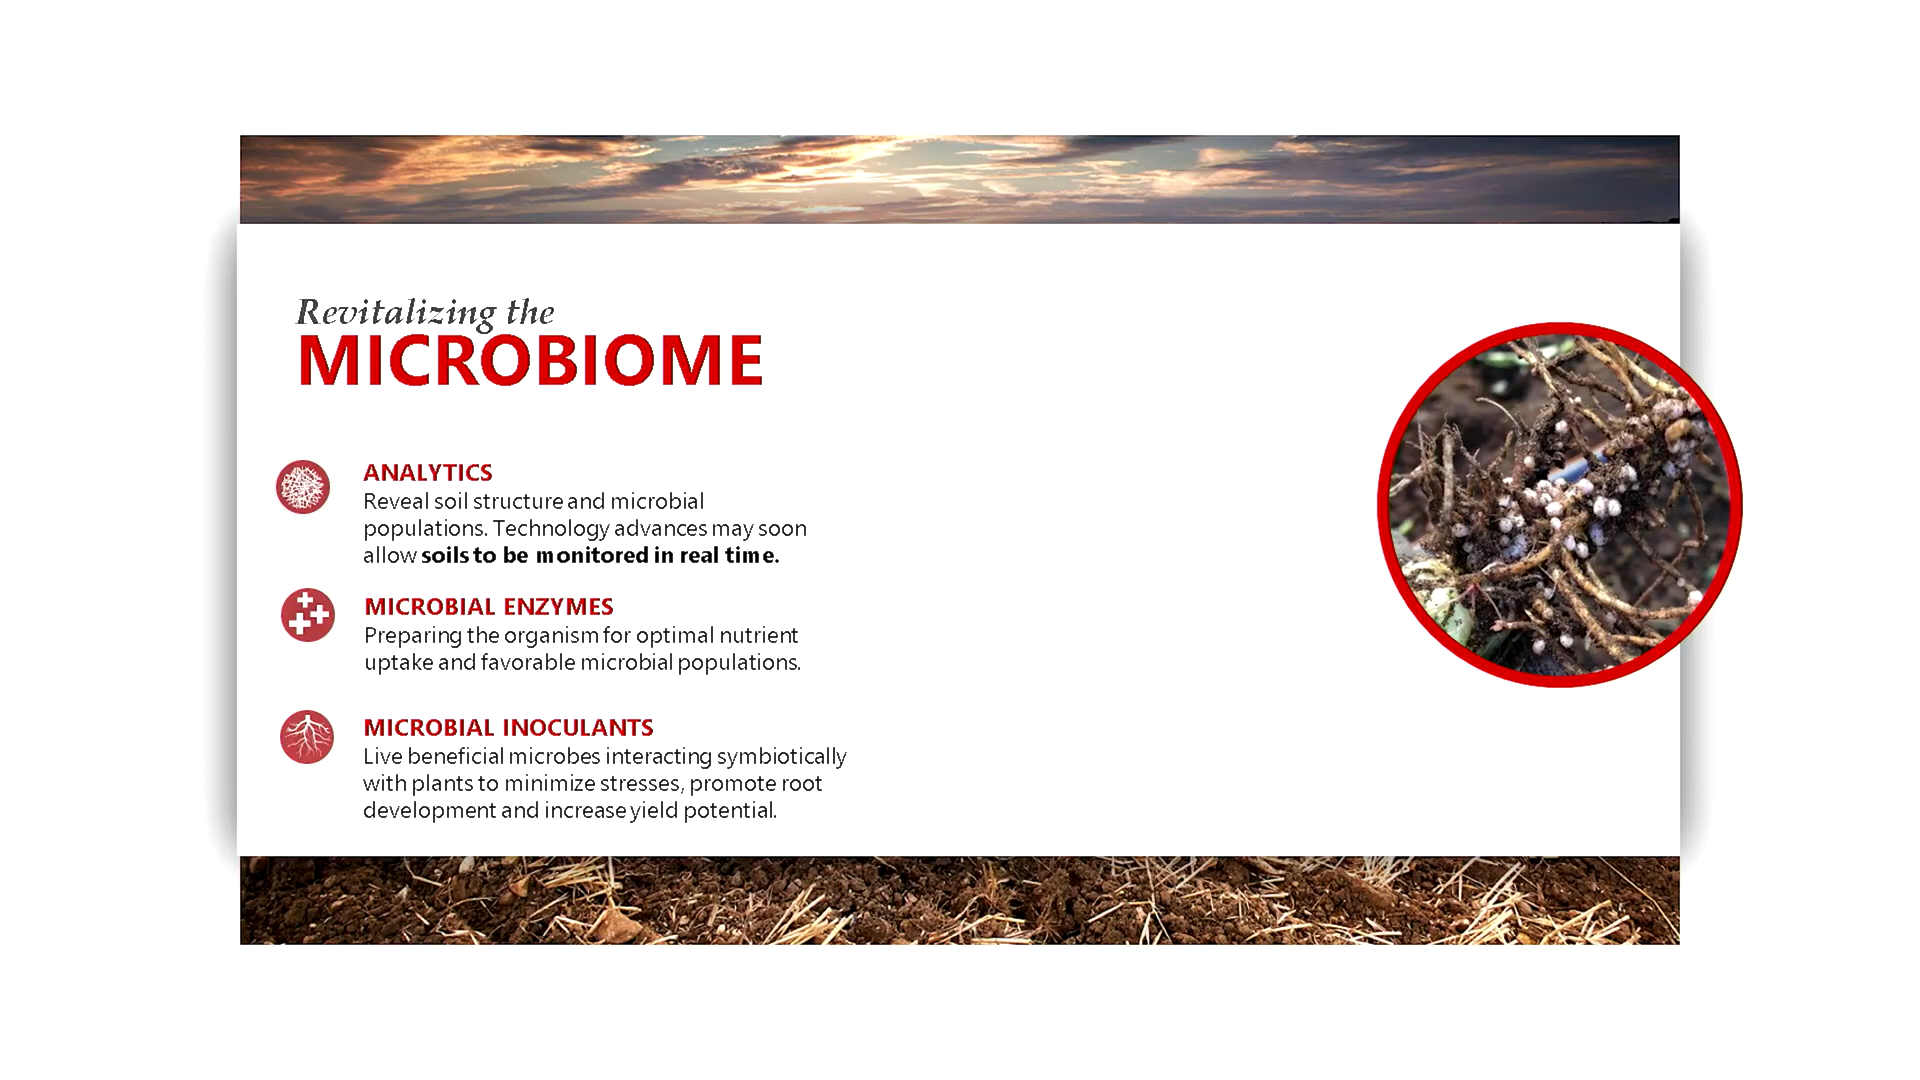 Revitalizing the
MICROBIOME
ANALYTICS
Reveal soil structure and microbial
populations. Technology advances may soon
allow soils to be monitored in real time.
MICROBIAL ENZYMES
Preparing the organism for optimal nutrient
uptake and favorable microbial populations.
MICROBIAL INOCULANTS
Live beneficial microbes interacting symbiotically
with plants to minimize stresses, promote root
development and increase yield potential.